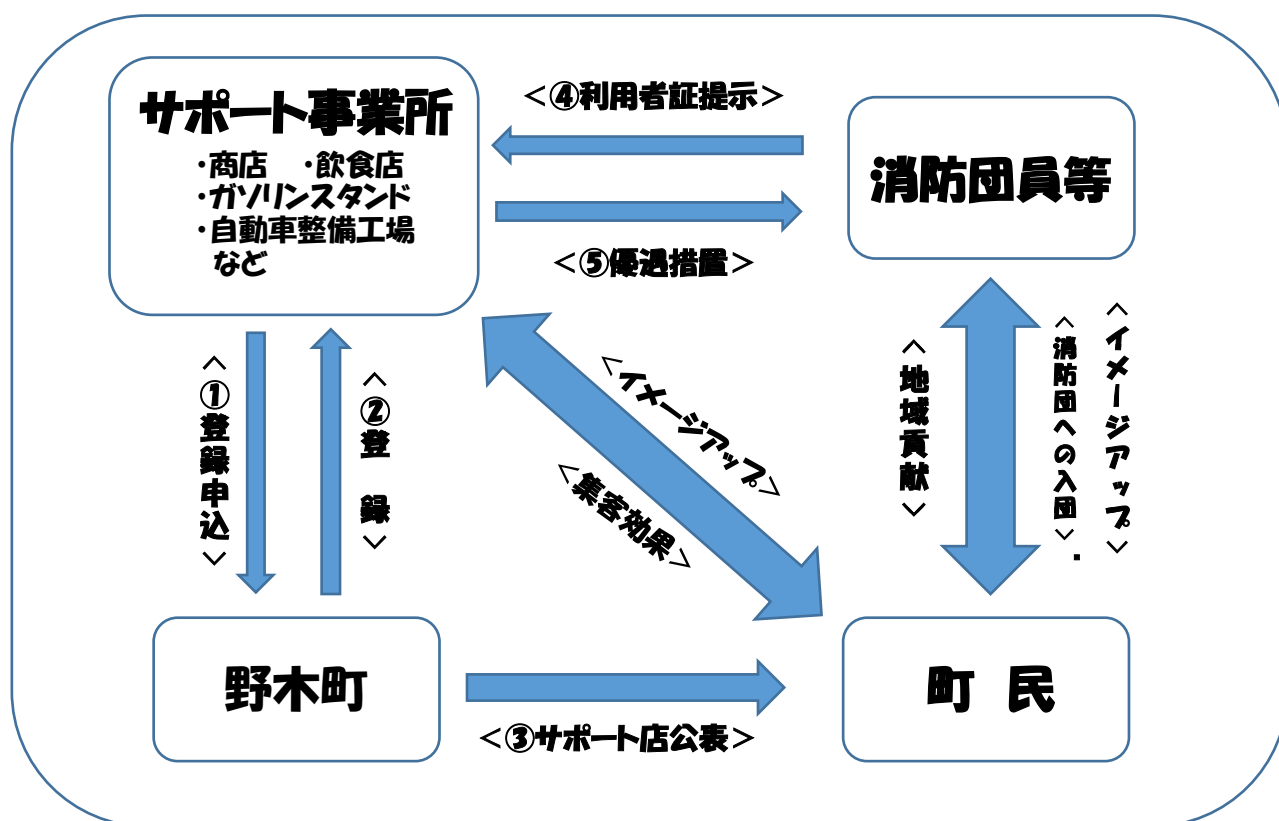 サポート事業所
・商店　・飲食店
・ガソリンスタンド
・自動車整備工場
など
<④利用者証提示>
<⑤優遇措置>
消防団員等
<①登録申込>
<②登　録>
<イメージアップ>
<集客効果>
<地域貢献>
<イメージアップ>
<消防団への入団>・
野木町
<③サポート店公表>
町　民